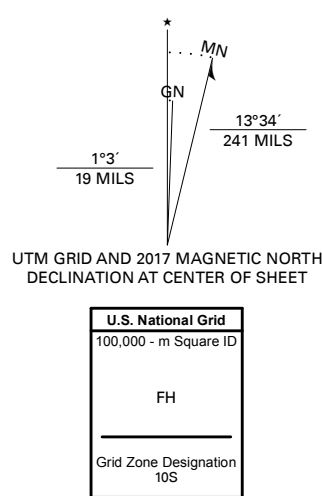 ★
MN
GN
13°34´
241 MILS
1°3´
19 MILS
UTM GRID AND 2017 MAGNETIC NORTH
DECLINATION AT CENTER OF SHEET
U.S. National Grid
100,000 - m Square ID
FH
Grid Zone Designation
10S